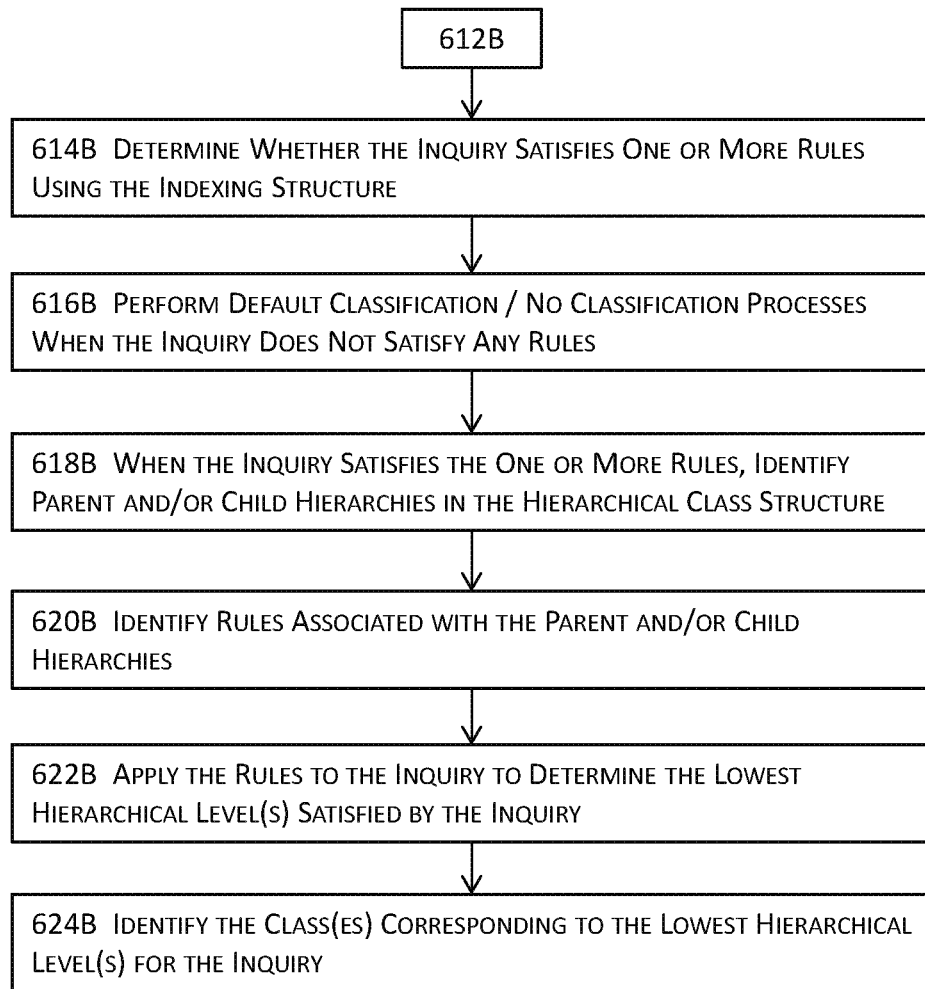 612B
614B DETERMINE WHETHER THE INQUIRY SATISFIES ONE OR MORE RULES
USING THE INDEXING STRUCTURE
616B PERFORM DEFAULT CLASSIFICATION / NO CLASSIFICATION PROCESSES
WHEN THE INQUIRY DOES NOT SATISFY ANY RULES
618B WHEN THE INQUIRY SATISFIES THE ONE OR MORE RULES, IDENTIFY
PARENT AND/OR CHILD HIERARCHIES IN THE HIERARCHICAL CLASS STRUCTURE
620B IDENTIFY RULES ASSOCIATED WITH THE PARENT AND/OR CHILD
HIERARCHIES
622B APPLY THE RULES TO THE INQUIRY TO DETERMINE THE LOWEST
HIERARCHICAL LEVEL(S) SATISFIED BY THE INQUIRY
624B IDENTIFY THE CLASS(ES) CORRESPONDING TO THE LOWEST HIERARCHICAL
LEVEL(S) FOR THE INQUIRY